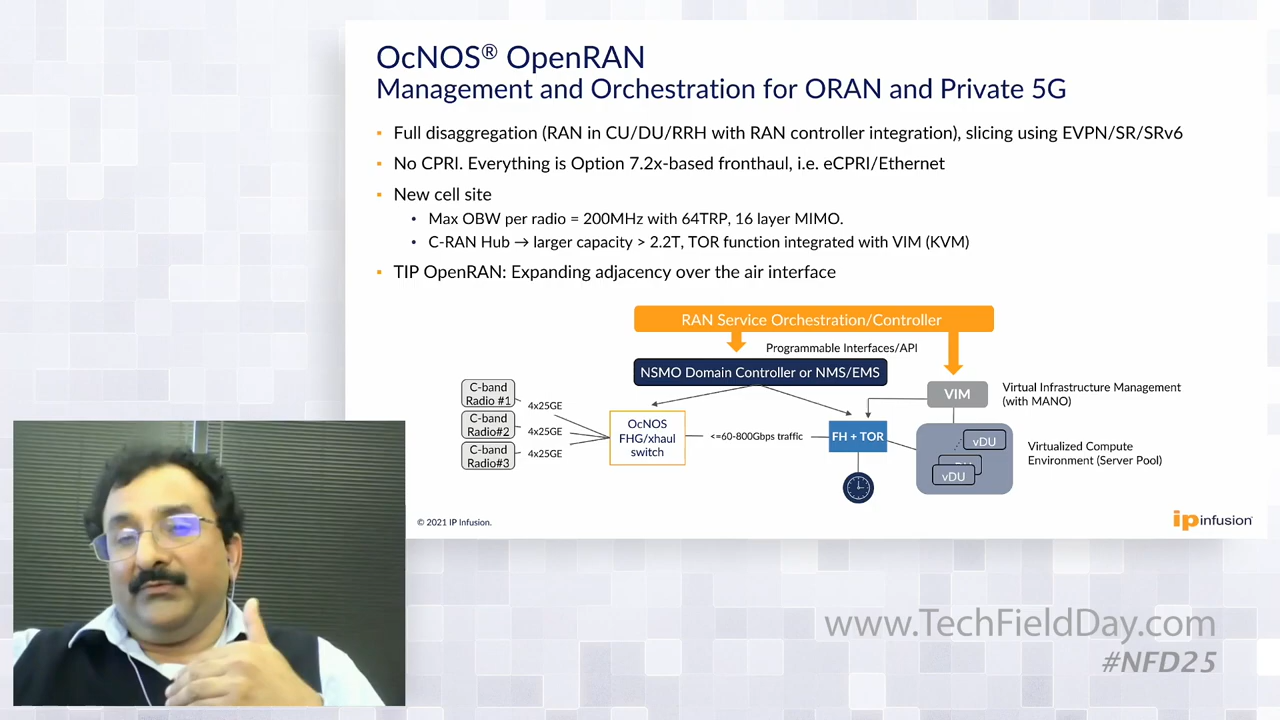 OcNOS® OpenRAN
Management and Orchestration for ORAN and Private 5G
▪ Full disaggregation (RAN in CU/DU/RRH with RAN controller integration), slicing using EVPN/SR/SRv6
▪ No CPRI. Everything is Option 7.2x-based fronthaul, i.e. eCPRI/Ethernet
▪ New cell site
• Max OBW per radio = 200MHz with 64TRP, 16 layer MIMO.
• C-RAN Hub → larger capacity > 2.2T, TOR function integrated with VIM (KVM)
▪ TIP OpenRAN: Expanding adjacency over the air interface
RAN Service Orchestration/Controller
Programmable Interfaces/API
NSMO Domain Controller or NMS/EMS
C-band
Radio #1
4x25GE
C-band
Radio#2
4x25GE
C-band
Radio#3
4x25GE
OcNOS
FHG/xhaul
switch
<=60-800Gbps traffic
FH + TOR
VIM
Virtual Infrastructure Management
(with MANO)
vDU
vDU
Virtualized Compute
Environment (Server Pool)
© 2021 IP Infusion.
ipinfusion
www.TechFieldDay.com
#NFD25